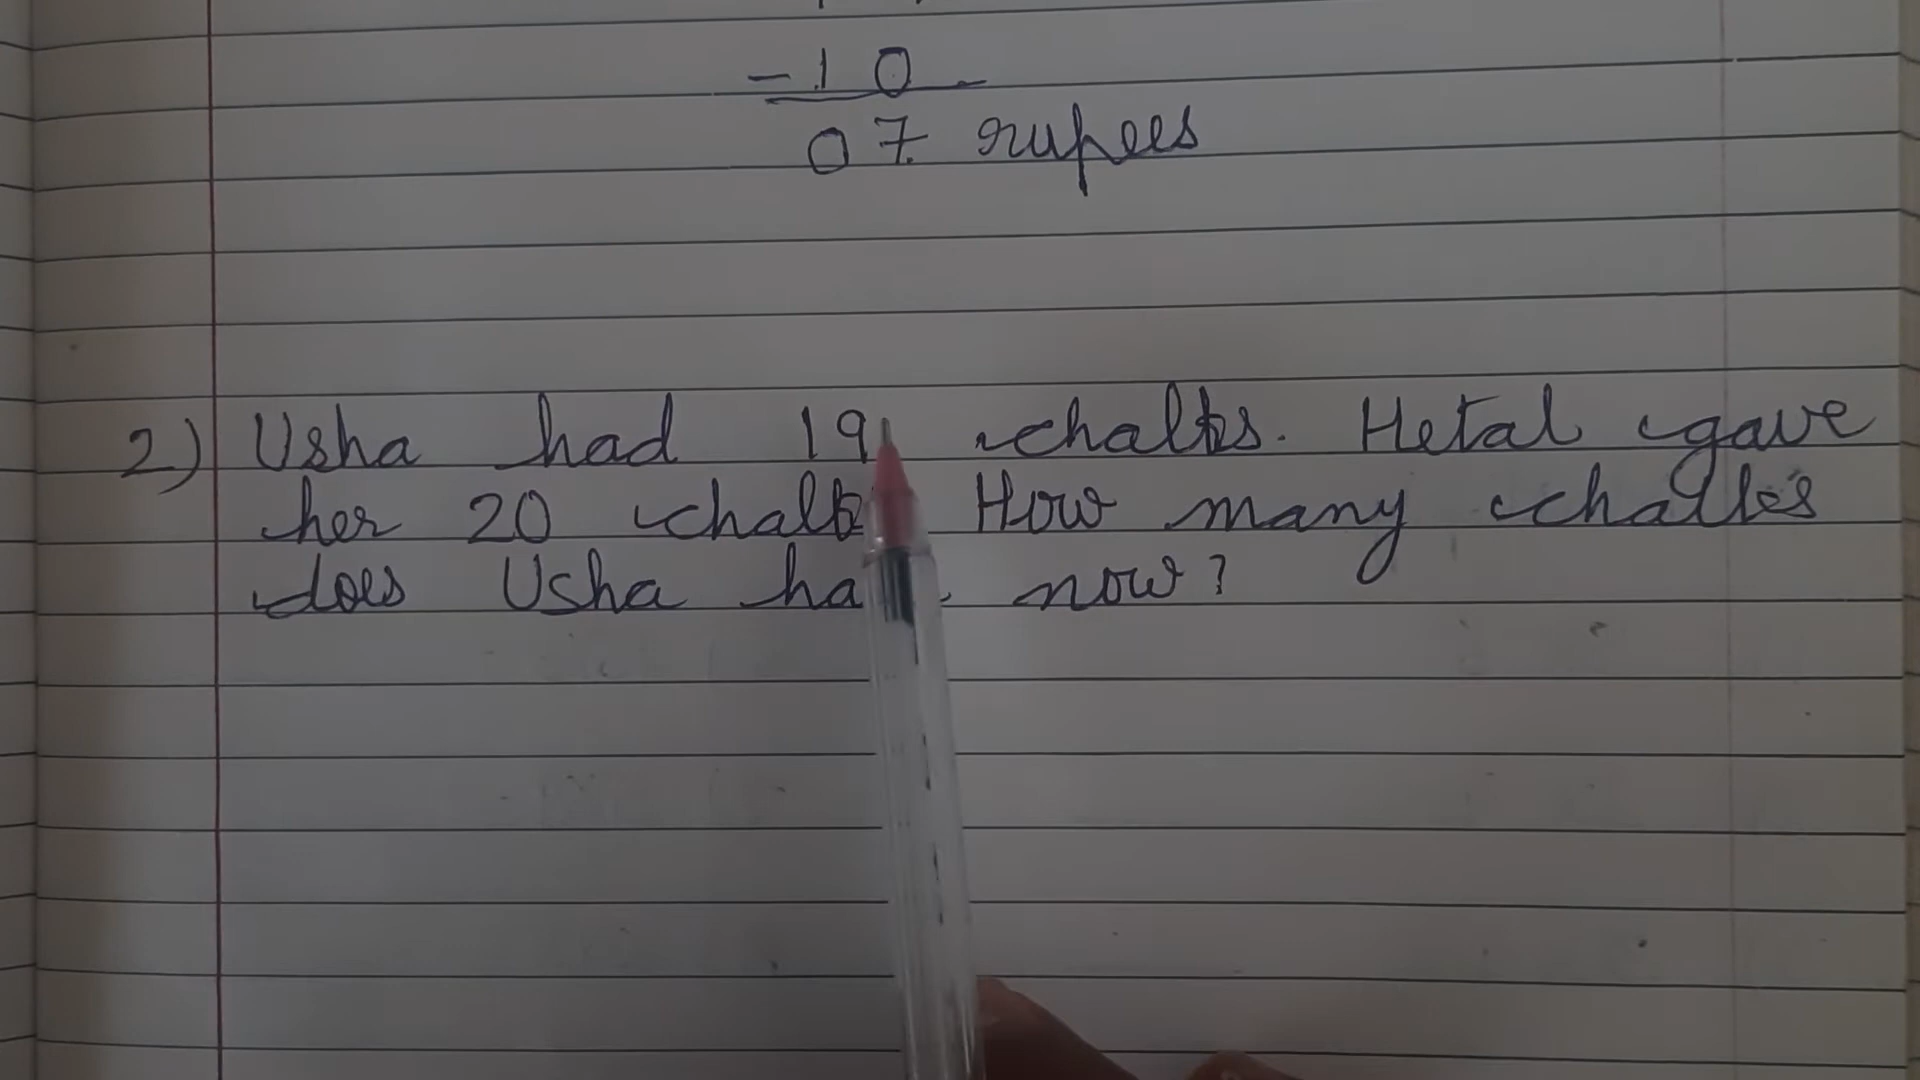 - 10
07 rupees
2) Usha had 19 chalks. Hetal gave
her 20 chalk How many chalks
does Usha now?